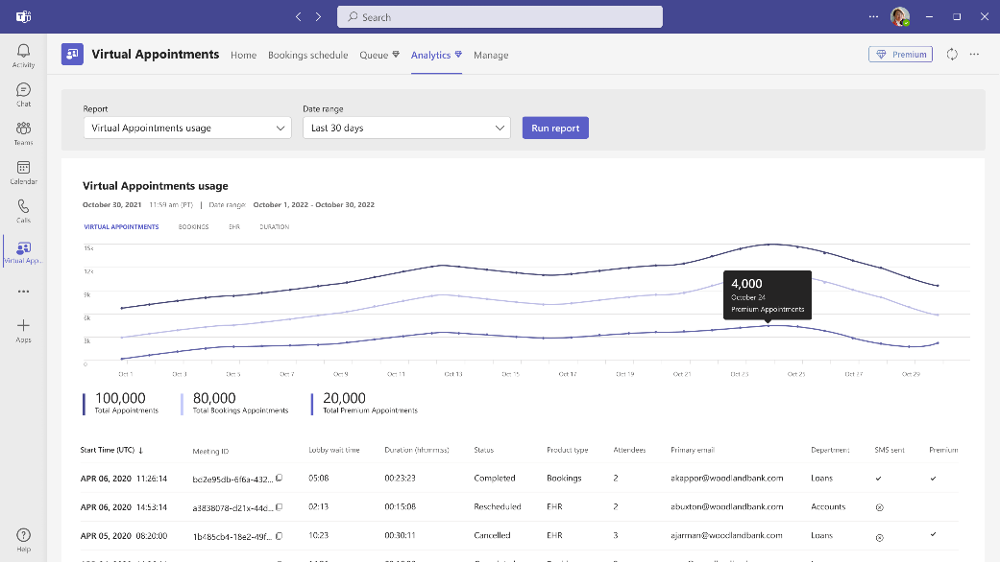 Search
Activity
Chat
Teams
Calendar
Calls
Virtual App...
Apps
Help
Virtual Appointments
Home
Bookings schedule
Queue
Analytics
Manage
Premium
Report
Virtual Appointments usage
Date range
Last 30 days
Run report
Virtual Appointments usage
October 30, 2021 11:59 am (PT) | Date range: October 1, 2022 - October 30, 2022
VIRTUAL APPOINTMENTS BOOKINGS EHR DURATION
15k
12k
9k
6k
3k
0
4,000
October 24
Premium Appointments
Oct 1 Oct 3 Oct 5 Oct 7 Oct 9 Oct 11 Oct 13 Oct 15 Oct 17 Oct 19 Oct 21 Oct 23 Oct 25 Oct 27 Oct 29
100,000
Total Appointments
80,000
Total Bookings Appointments
20,000
Total Premium Appointments
Start Time (UTC) ↓ Meeting ID Lobby wait time Duration (hh:mm:ss) Status Product type Attendees Primary email Department SMS sent Premium
APR 06, 2020 11:26:14 bd2e95db-6f6a-432... 05:08 00:23:23 Completed Bookings 2 akappor@woodlandbank.com Loans
APR 06, 2020 14:53:14 a3838078-d21x-44d... 02:13 00:15:08 Rescheduled EHR 2 abuxton@woodlandbank.com Accounts
APR 05, 2020 08:20:00 1b485cb4-18e2-49f... 10:23 00:30:11 Cancelled EHR 3 ajarman@woodlandbank.com Loans